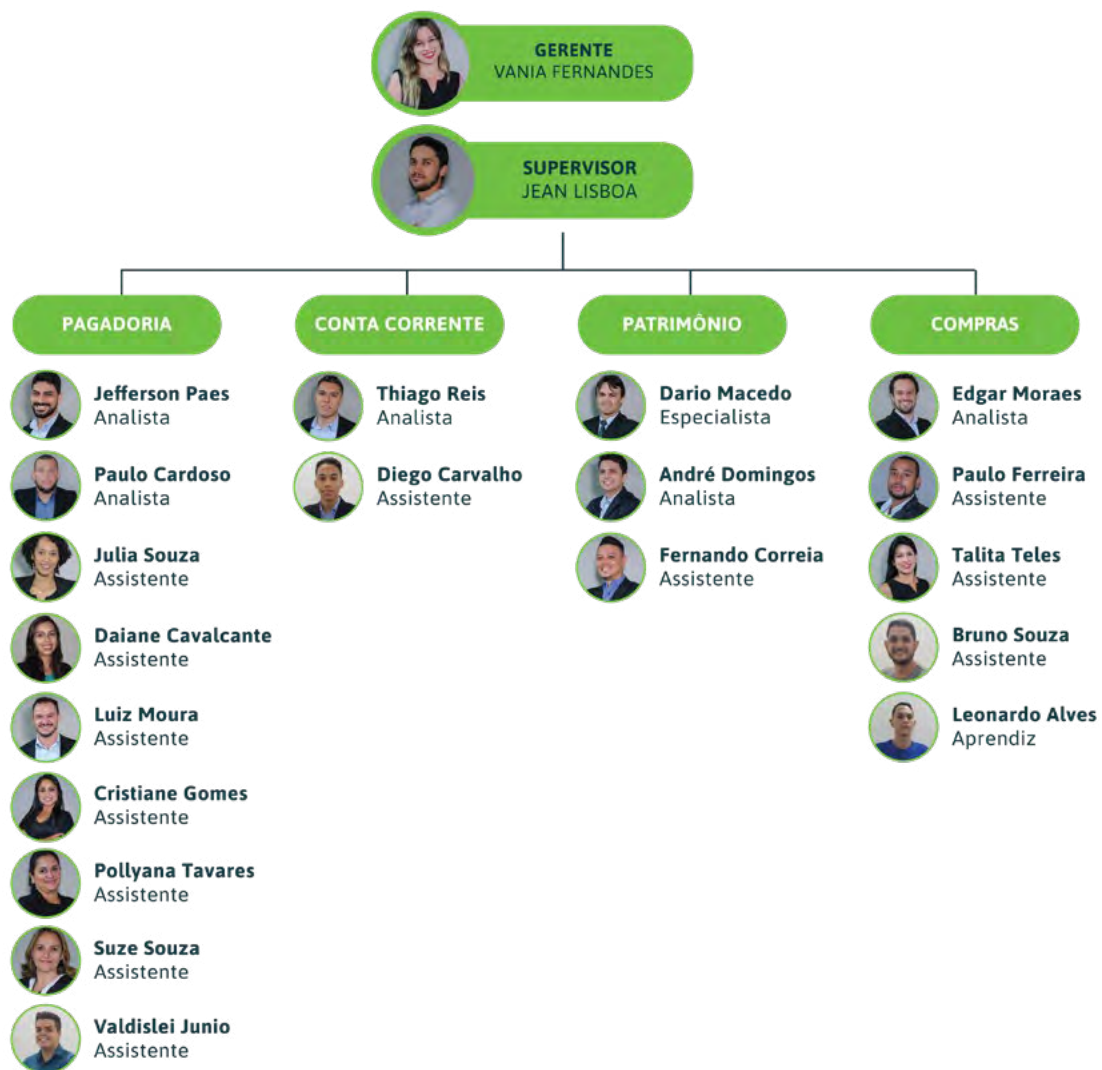 GERENTE
VANIA FERNANDES
SUPERVISOR
JEAN LISBOA
PAGADORIA
Jefferson Paes
Analista
Paulo Cardoso
Analista
Julia Souza
Assistente
Daiane Cavalcante
Assistente
Luiz Moura
Assistente
Cristiane Gomes
Assistente
Pollyana Tavares
Assistente
Suze Souza
Assistente
Valdislei Junio
Assistente
CONTA CORRENTE
Thiago Reis
Analista
Diego Carvalho
Assistente
PATRIMÔNIO
Dario Macedo
Especialista
André Domingos
Analista
Fernando Correia
Assistente
COMPRAS
Edgar Moraes
Analista
Paulo Ferreira
Assistente
Talita Teles
Assistente
Bruno Souza
Assistente
Leonardo Alves
Aprendiz